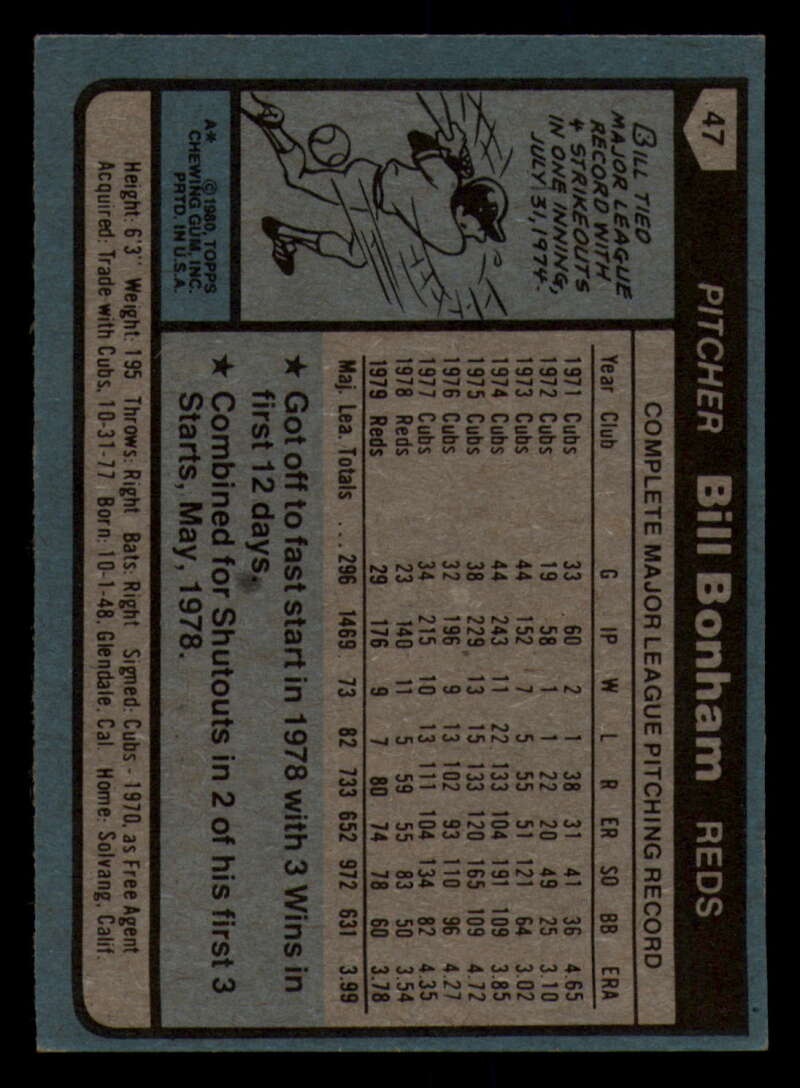 47
PITCHER Bill Bonham REDS
BILL TIED
MAJOR LEAGUE
RECORD WITH
4 STRIKEOUTS
IN ONE INNING,
JULY 31, 1974.
A* ©1980, TOPPS
CHEWING GUM, INC.
PRTD. IN U.S.A.
COMPLETE MAJOR LEAGUE PITCHING RECORD
Year Club G IP W L R ER SO BB ERA
1971 Cubs 33 60 2 1 38 31 41 36 4.65
1972 Cubs 19 58 1 1 22 20 49 25 3.10
1973 Cubs 44 152 7 5 55 51 121 64 3.02
1974 Cubs 44 243 11 22 133 104 191 109 3.85
1975 Cubs 38 229 13 15 133 120 165 109 4.72
1976 Cubs 32 196 9 13 102 93 110 96 4.27
1977 Cubs 34 215 10 13 111 104 134 82 4.35
1978 Reds 23 140 11 5 59 55 83 50 3.54
1979 Reds 29 176 9 7 80 74 78 60 3.78
Maj. Lea. Totals ... 296 1469 73 82 733 652 972 631 3.99
★ Got off to fast start in 1978 with 3 Wins in
first 12 days.
★ Combined for Shutouts in 2 of his first 3
Starts, May, 1978.
Height: 6'3" Weight: 195 Throws: Right Bats: Right Signed: Cubs - 1970, as Free Agent
Acquired: Trade with Cubs, 10-31-77 Born: 10-1-48, Glendale, Cal Home: Solvang, Calif.